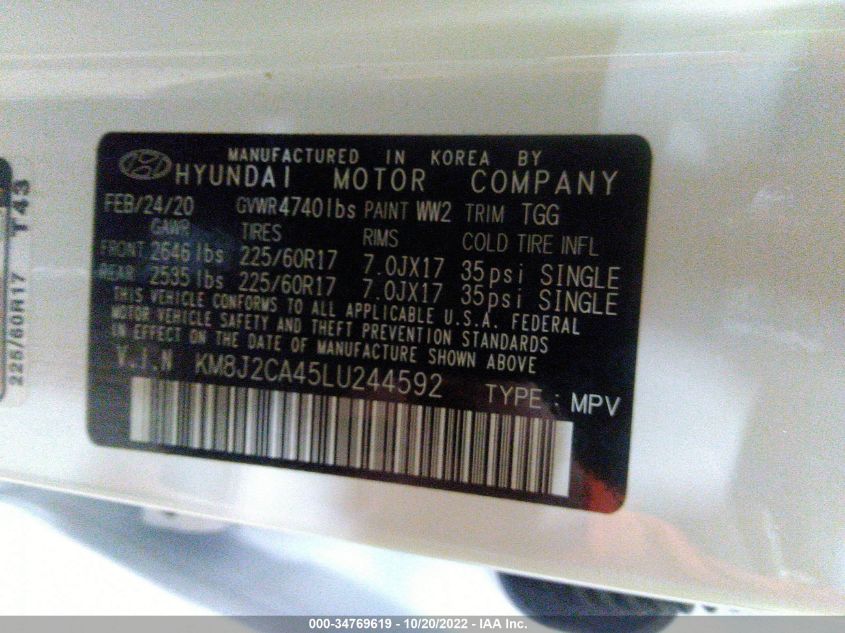 MANUFACTURED IN KOREA BY
HYUNDAI MOTOR COMPANY
FEB/24/20 GVWR4740lbs PAINT WW2 TRIM TGG
GAWR TIRES RIMS COLD TIRE INFL
FRONT 2646lbs 225/60R17 7.0JX17 35psi SINGLE
REAR 2535lbs 225/60R17 7.0JX17 35psi SINGLE
THIS VEHICLE CONFORMS TO ALL APPLICABLE U.S.A. FEDERAL
MOTOR VEHICLE SAFETY AND THEFT PREVENTION STANDARDS
IN EFFECT ON THE DATE OF MANUFACTURE SHOWN ABOVE
V.I.N KM8J2CA45LU244592 TYPE : MPV
225/60R17 T43
000-34769619 - 10/20/2022 - IAA Inc.